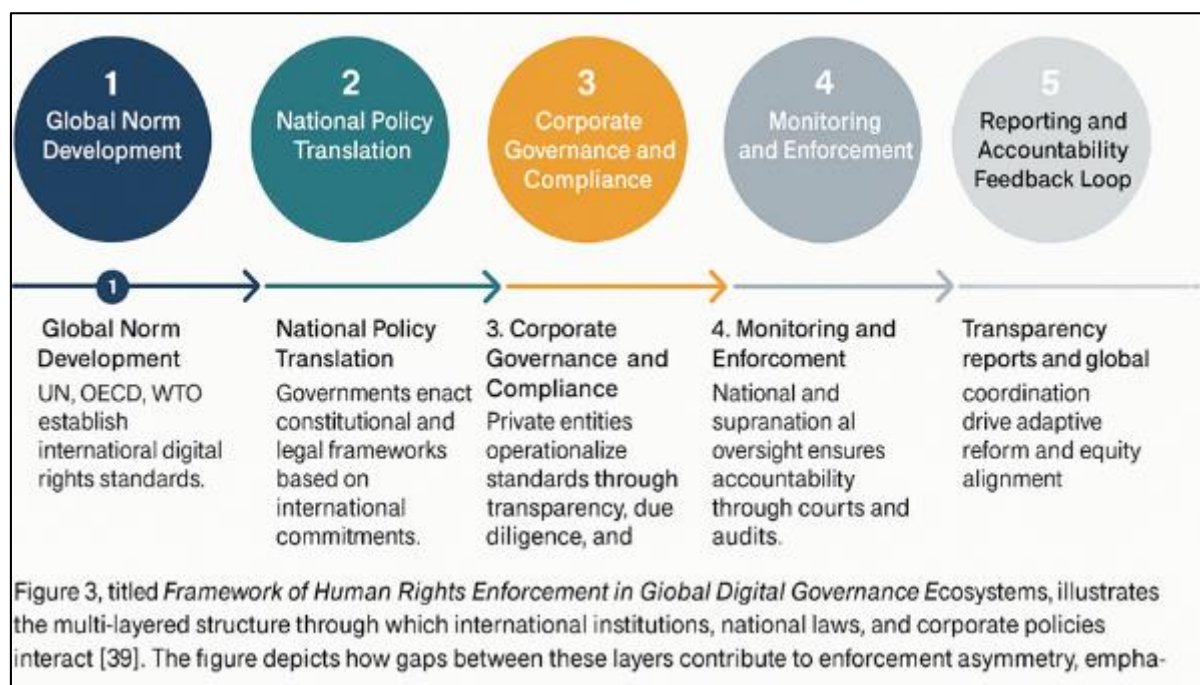 1
Global Norm
Development
2
National Policy
Translation
3
Corporate
Governance and
Compliance
4
Monitoring
and Enforcement
5
Reporting and
Accountability
Feedback Loop
1
Global Norm
Development
UN, OECD, WTO
establish
internatioral digital
rights standards.
National Policy
Translation
Governments enact
constitutional and
legal frameworks
based on
international
commitments.
3. Corporate
Governance and
Compliance
Private entities
operationalize
standards through
transparency, due
diligence, and
4. Monitoring and
Enforcoment
National and
supranation al
oversight ensures
accountability
through courts and
audits.
Transparency
reports and global
coordination
drive adaptive
reform and equity
alignment
Figure 3, titled Framework of Human Rights Enforcement in Global Digital Governance Ecosystems, illustrates
the multi-layered structure through which international institutions, national laws, and corporate policies
interact [39]. The figure depicts how gaps between these layers contribute to enforcement asymmetry, empha-